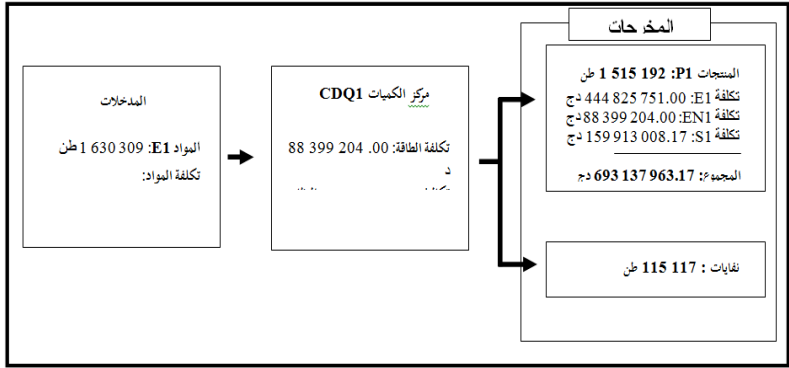 المخرجات
المدخلات
المواد E1: 1 630 309 طن
تكلفة المواد:
مركز الكميات CDQ1
تكلفة الطاقة: 00. 204 399 88
د
المنتجات P1: 1 515 192 طن
تكلفة E1: 444 825 751.00 دج
تكلفة EN1: 88 399 204.00 دج
تكلفة S1: 159 913 008.17 دج
المجموع: 693 137 963.17 دج
نفايات : 117 115 طن